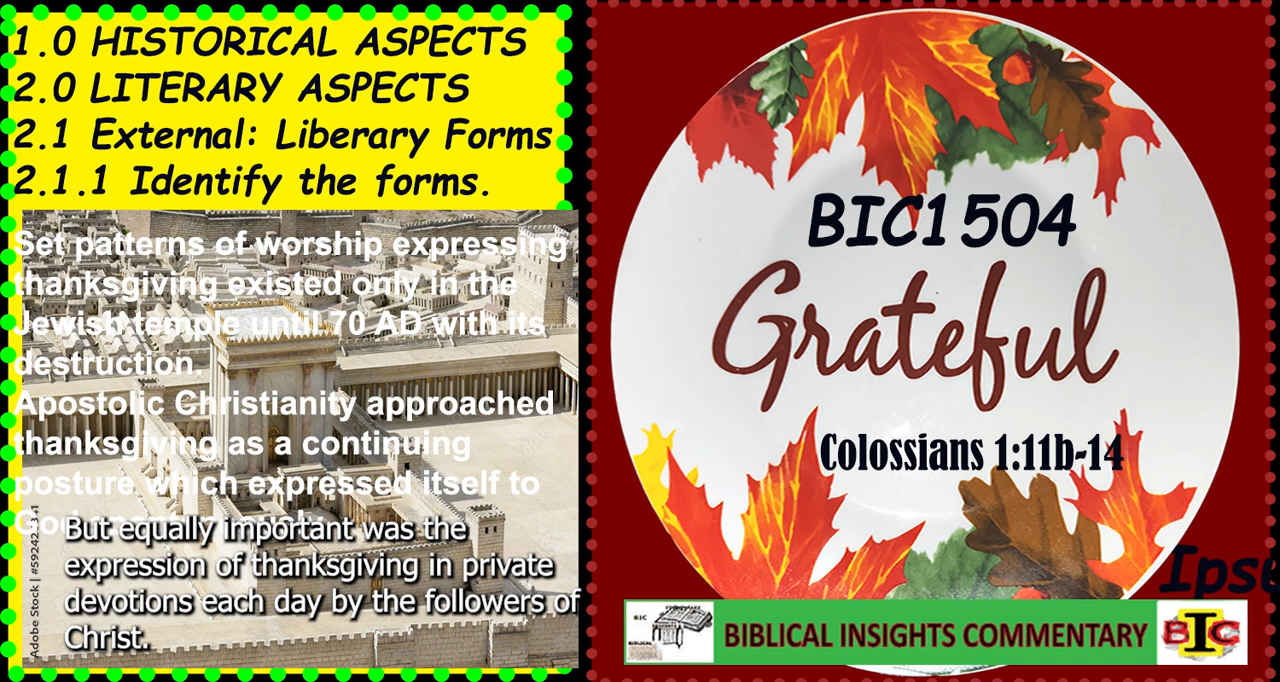 1.0 HISTORICAL ASPECTS
2.0 LITERARY ASPECTS
2.1 External: Liberary Forms
2.1.1 Identify the forms.
Set patterns of worship expressing
thanksgiving existed only in the
Jewish temple until 70 AD with its
destruction.
Apostolic Christianity approached
thanksgiving as a continuing
posture which expressed itself to
But equally important was the
expression of thanksgiving in private
devotions each day by the followers of
Christ.
BIC1504
Grateful
Colossians 1:11b-14
BIC
BIBLICAL INSIGHTS COMMENTARY
BIC